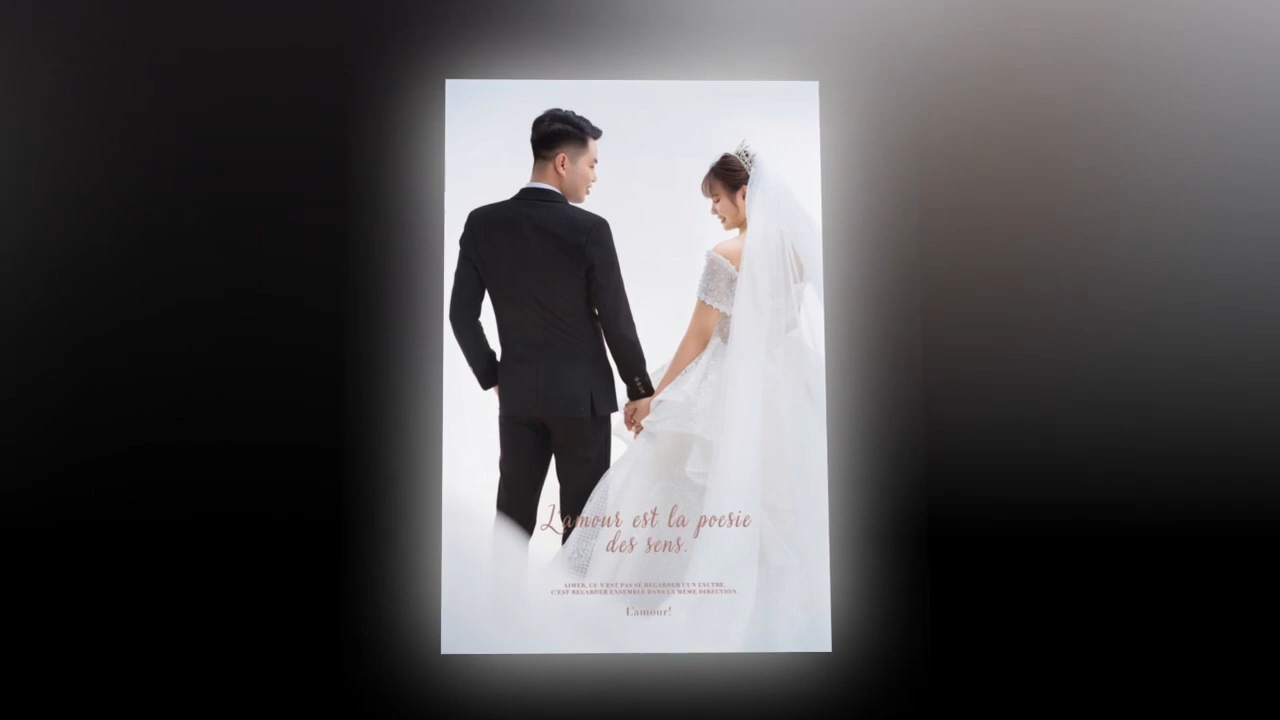 L'amour est la poesie
des sens.
AIMER, CE N'EST PAS SE REGARDER L'UN L'AUTRE,
C'EST REGARDER ENSEMBLE DANS LA MÊME DIRECTION.
L'amour!